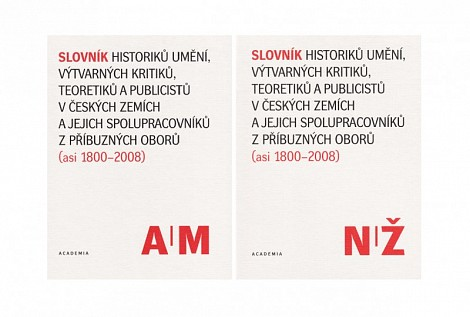 SLOVNÍK HISTORIKŮ UMĚNÍ,
VÝTVARNÝCH KRITIKŮ,
TEORETIKŮ A PUBLICISTŮ
V ČESKÝCH ZEMÍCH
A JEJICH SPOLUPRACOVNÍKŮ
Z PŘÍBUZNÝCH OBORŮ
(asi 1800–2008)
ACADEMIA
A|M
SLOVNÍK HISTORIKŮ UMĚNÍ,
VÝTVARNÝCH KRITIKŮ,
TEORETIKŮ A PUBLICISTŮ
V ČESKÝCH ZEMÍCH
A JEJICH SPOLUPRACOVNÍKŮ
Z PŘÍBUZNÝCH OBORŮ
(asi 1800–2008)
ACADEMIA
N|Ž